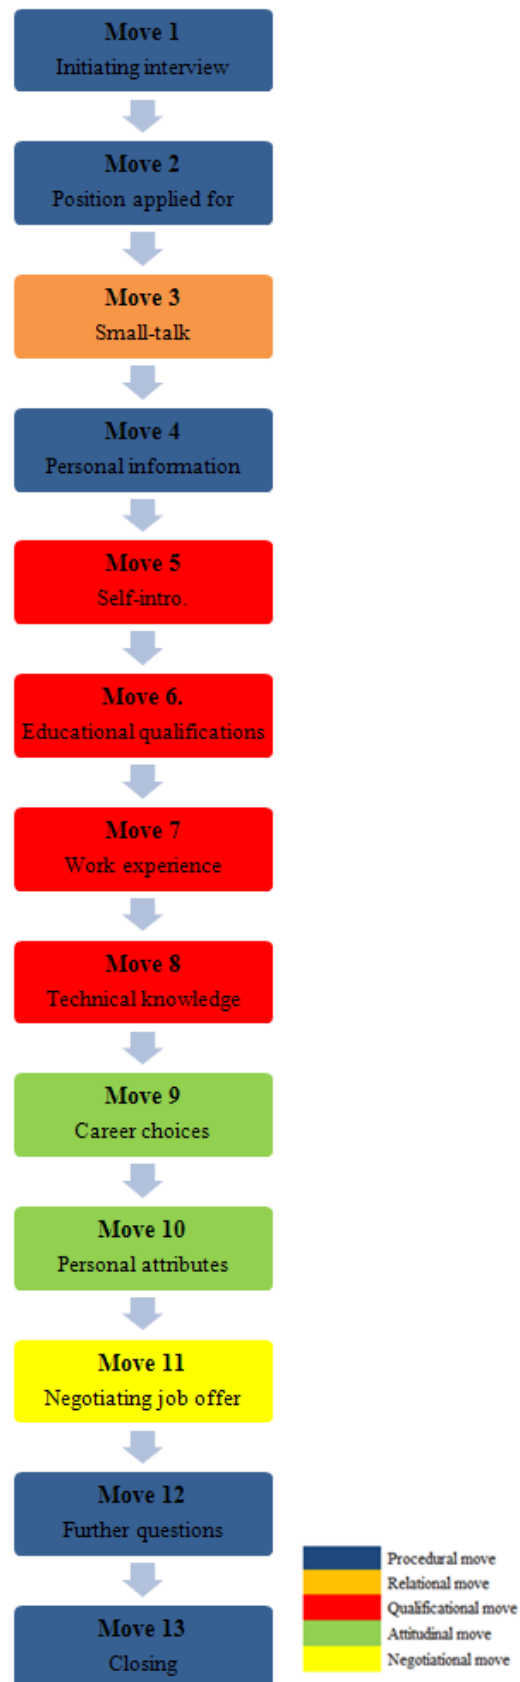 Move 1
Initiating interview
Move 2
Position applied for
Move 3
Small-talk
Move 4
Personal information
Move 5
Self-intro.
Move 6.
Educational qualifications
Move 7
Work experience
Move 8
Technical knowledge
Move 9
Career choices
Move 10
Personal attributes
Move 11
Negotiating job offer
Move 12
Further questions
Move 13
Closing
Procedural move
Relational move
Qualificational move
Attitudinal move
Negotiational move